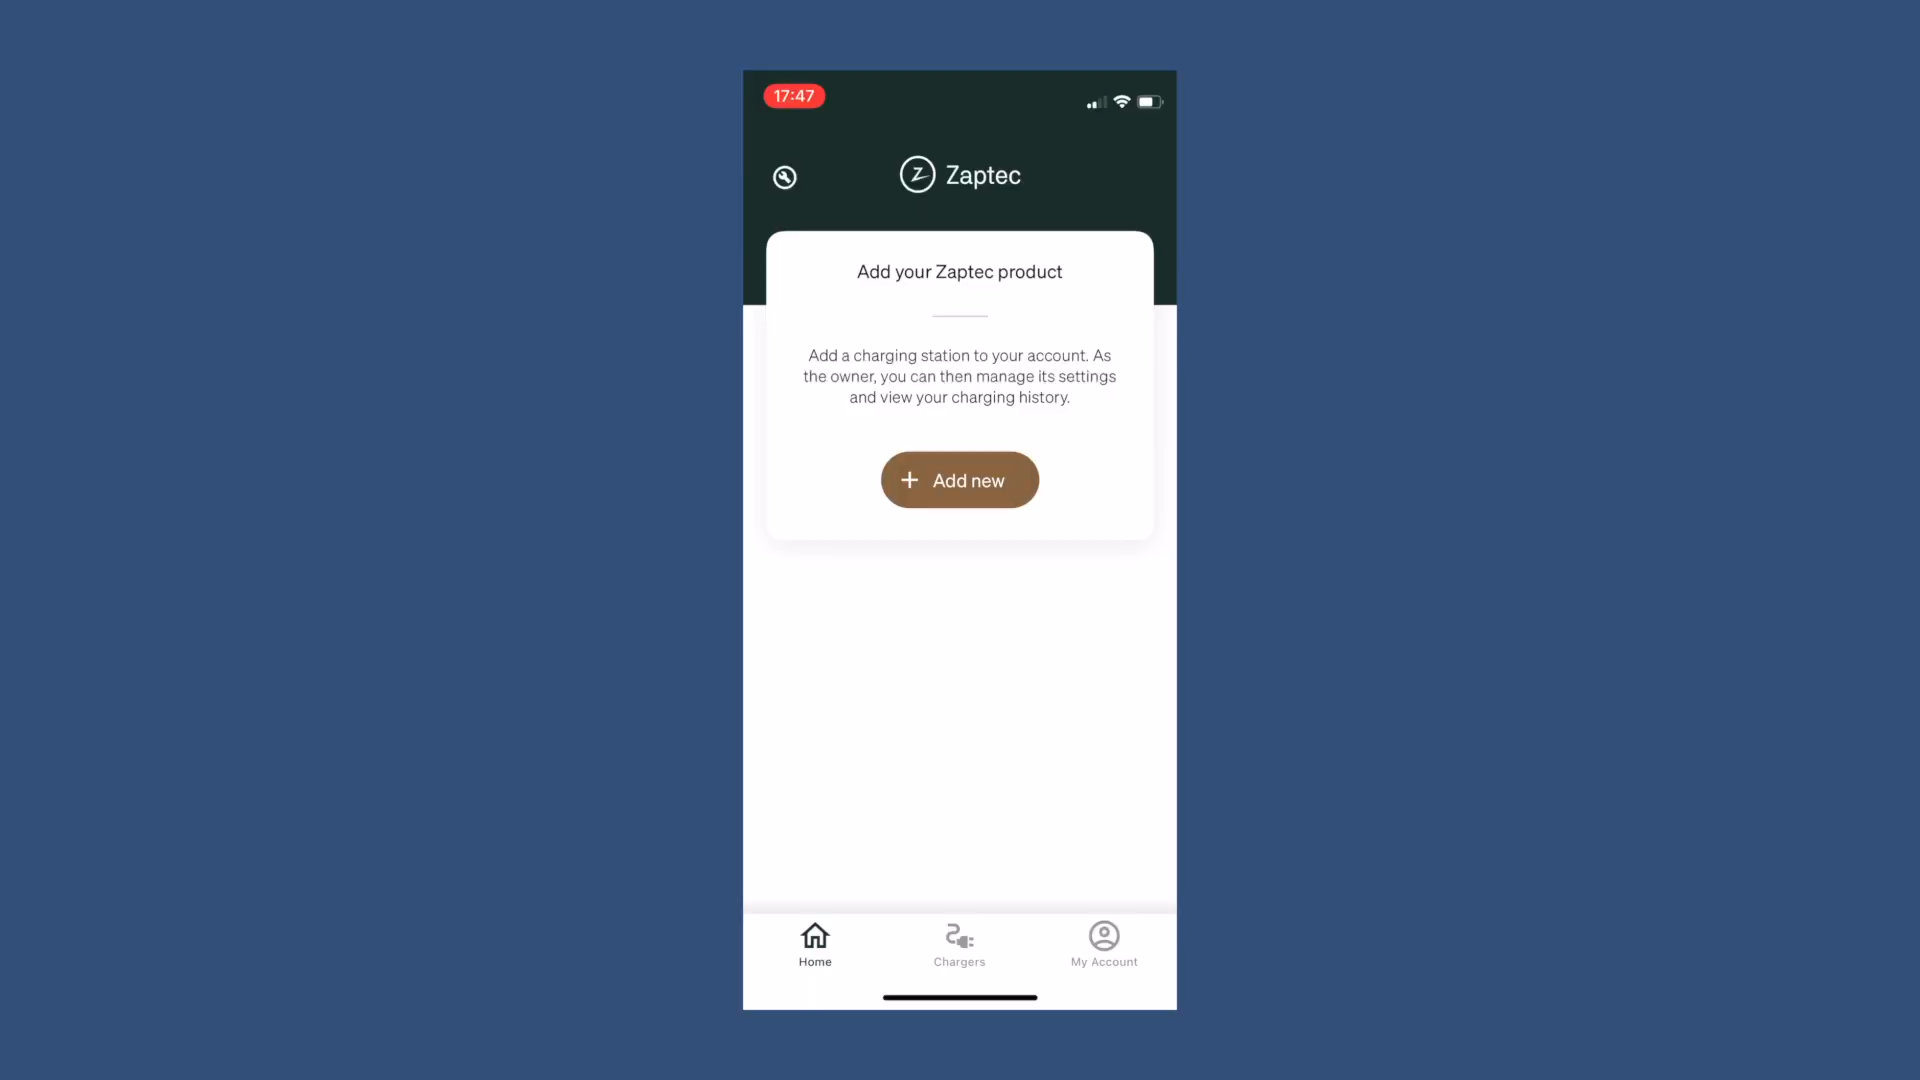 17:47
Zaptec
Add your Zaptec product
Add a charging station to your account. As
the owner, you can then manage its settings
and view your charging history.
Add new
Home
Chargers
My Account